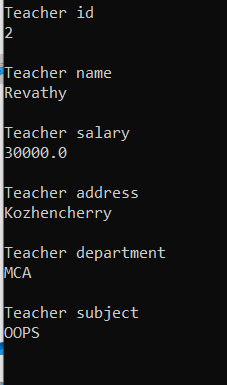 Teacher id
2
Teacher name
Revathy
Teacher salary
30000.0
Teacher address
Kozhencherry
Teacher department
MCA
Teacher subject
OOPS